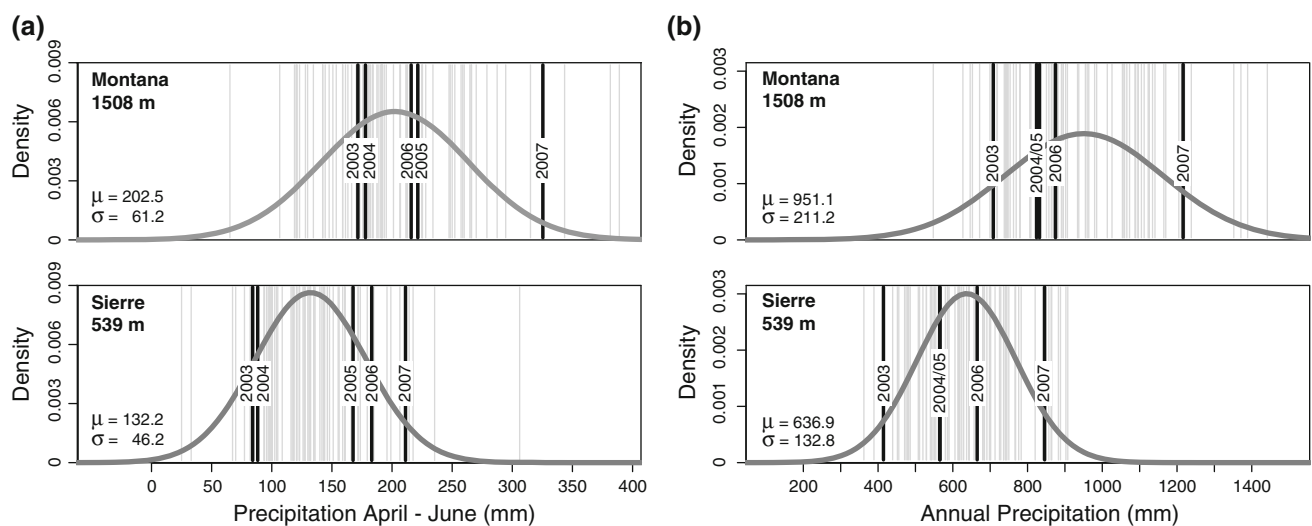 (a)
Density
0 0.003 0.006 0.009
Montana
1508 m
μ = 202.5
σ = 61.2
2003
2004
2006
2005
2007
Density
0 0.003 0.006 0.009
Sierre
539 m
μ = 132.2
σ = 46.2
2003
2004
2005
2006
2007
0 50 100 150 200 250 300 350 400
Precipitation April - June (mm)
(b)
Density
0 0.001 0.002 0.003
Montana
1508 m
μ = 951.1
σ = 211.2
2003
2004/05
2006
2007
Density
0 0.001 0.002 0.003
Sierre
539 m
μ = 636.9
σ = 132.8
2003
2004/05
2006
2007
200 400 600 800 1000 1200 1400
Annual Precipitation (mm)